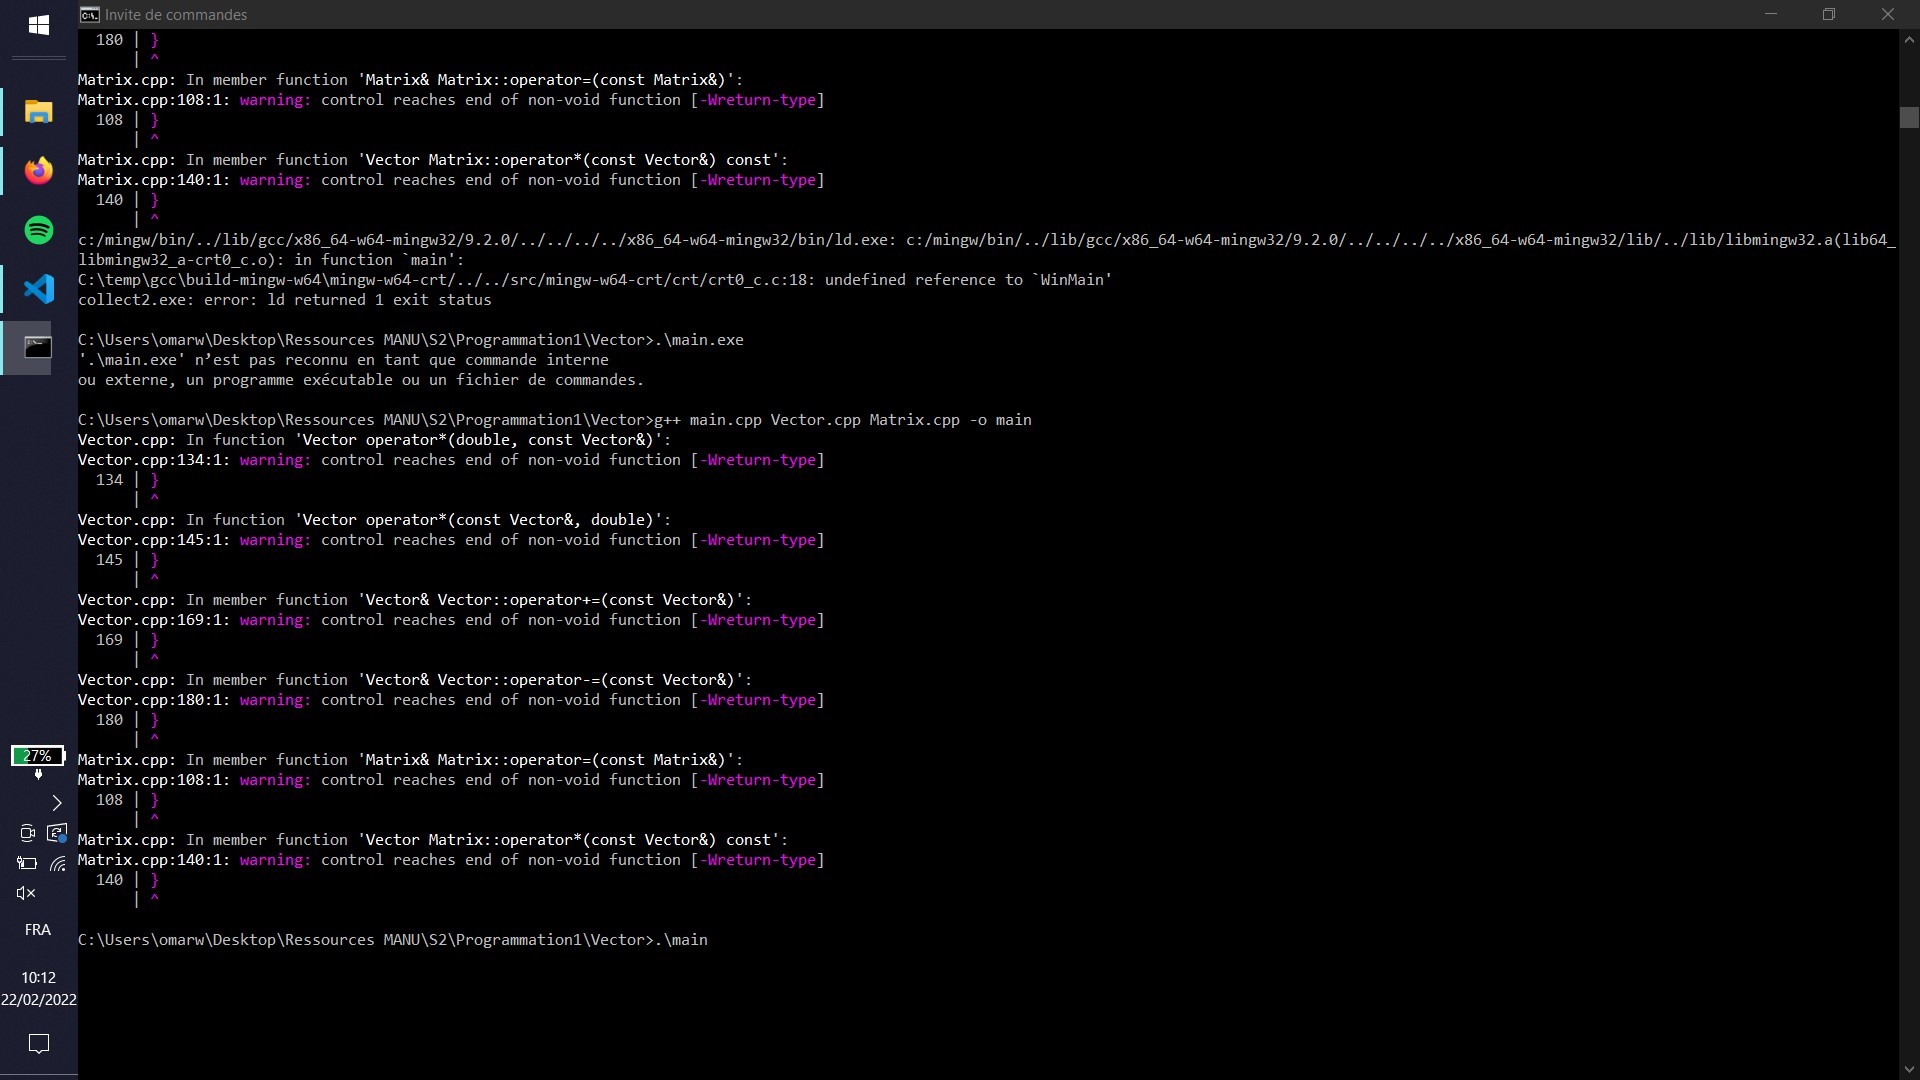 Invite de commandes
180 | }
| ^
Matrix.cpp: In member function 'Matrix& Matrix::operator=(const Matrix&)':
Matrix.cpp:108:1: warning: control reaches end of non-void function [-Wreturn-type]
108 | }
| ^
Matrix.cpp: In member function 'Vector Matrix::operator*(const Vector&) const':
Matrix.cpp:140:1: warning: control reaches end of non-void function [-Wreturn-type]
140 | }
| ^
c:/mingw/bin/../lib/gcc/x86_64-w64-mingw32/9.2.0/../../../../x86_64-w64-mingw32/bin/ld.exe: c:/mingw/bin/../lib/gcc/x86_64-w64-mingw32/9.2.0/../../../../x86_64-w64-mingw32/lib/../lib/libmingw32.a(lib64_
libmingw32_a-crt0_c.o): in function `main':
C:\temp\gcc\build-mingw-w64\mingw-w64-crt/../../src/mingw-w64-crt/crt/crt0_c.c:18: undefined reference to `WinMain'
collect2.exe: error: ld returned 1 exit status
C:\Users\omarw\Desktop\Ressources MANU\S2\Programmation1\Vector>.\main.exe
'.\main.exe' n’est pas reconnu en tant que commande interne
ou externe, un programme exécutable ou un fichier de commandes.
C:\Users\omarw\Desktop\Ressources MANU\S2\Programmation1\Vector>g++ main.cpp Vector.cpp Matrix.cpp -o main
Vector.cpp: In function 'Vector operator*(double, const Vector&)':
Vector.cpp:134:1: warning: control reaches end of non-void function [-Wreturn-type]
134 | }
| ^
Vector.cpp: In function 'Vector operator*(const Vector&, double)':
Vector.cpp:145:1: warning: control reaches end of non-void function [-Wreturn-type]
145 | }
| ^
Vector.cpp: In member function 'Vector& Vector::operator+=(const Vector&)':
Vector.cpp:169:1: warning: control reaches end of non-void function [-Wreturn-type]
169 | }
| ^
Vector.cpp: In member function 'Vector& Vector::operator-=(const Vector&)':
Vector.cpp:180:1: warning: control reaches end of non-void function [-Wreturn-type]
180 | }
| ^
Matrix.cpp: In member function 'Matrix& Matrix::operator=(const Matrix&)':
Matrix.cpp:108:1: warning: control reaches end of non-void function [-Wreturn-type]
108 | }
| ^
Matrix.cpp: In member function 'Vector Matrix::operator*(const Vector&) const':
Matrix.cpp:140:1: warning: control reaches end of non-void function [-Wreturn-type]
140 | }
| ^
C:\Users\omarw\Desktop\Ressources MANU\S2\Programmation1\Vector>.\main
27%
FRA
10:12
22/02/2022